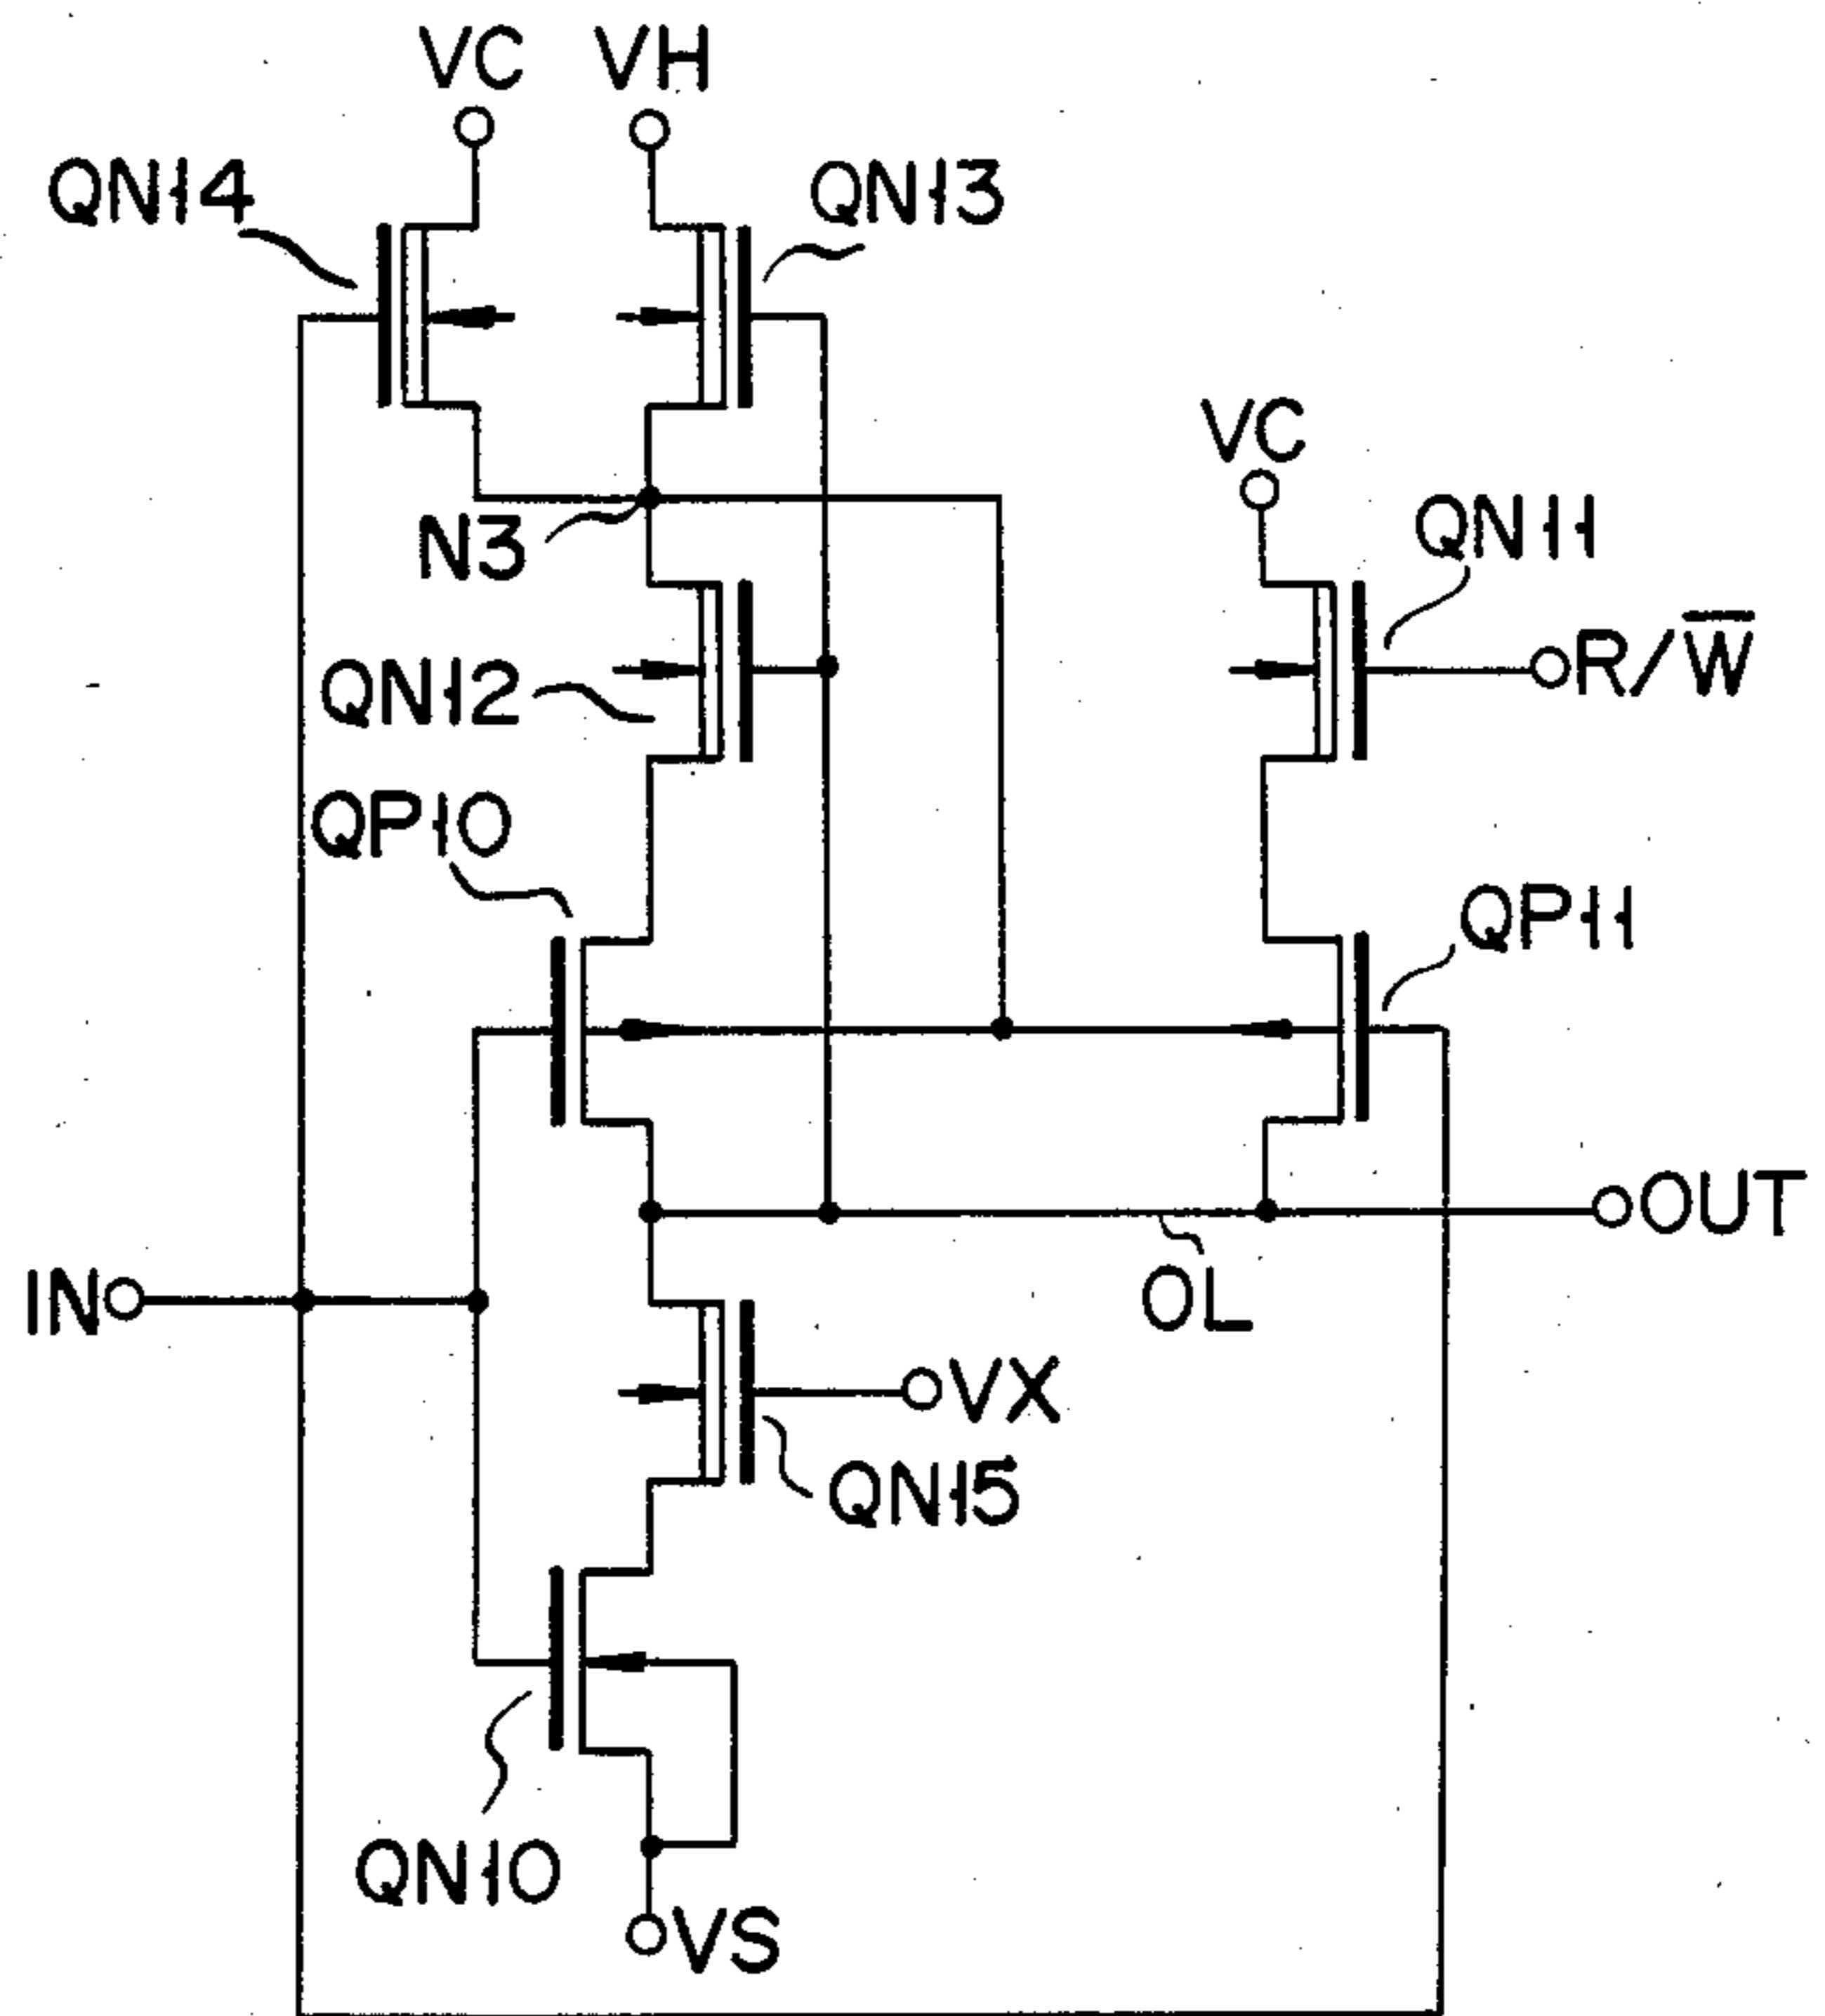 VC VH
QN14
QN13
VC
N3
QN11
R/W̅
QN12
QP10
QP11
OUT
IN
OL
VX
QN15
QN10
VS